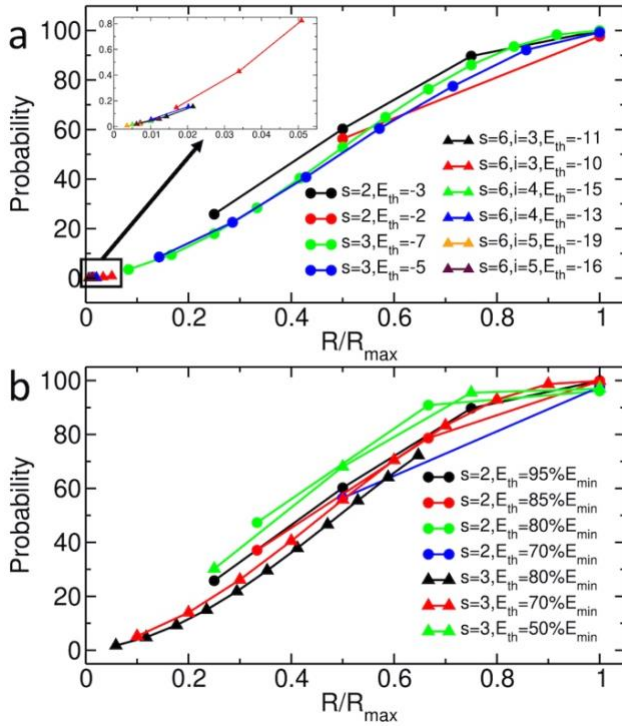 a
0.8
0.6
0.4
0.2
0
0 0.01 0.02 0.03 0.04 0.05
100
80
60
40
20
0
Probability
s=2,E_th=-3
s=2,E_th=-2
s=3,E_th=-7
s=3,E_th=-5
s=6,i=3,E_th=-11
s=6,i=3,E_th=-10
s=6,i=4,E_th=-15
s=6,i=4,E_th=-13
s=6,i=5,E_th=-19
s=6,i=5,E_th=-16
0 0.2 0.4 0.6 0.8 1
R/R_max
b
100
80
60
40
20
0
Probability
s=2,E_th=95%E_min
s=2,E_th=85%E_min
s=2,E_th=80%E_min
s=2,E_th=70%E_min
s=3,E_th=80%E_min
s=3,E_th=70%E_min
s=3,E_th=50%E_min
0 0.2 0.4 0.6 0.8 1
R/R_max